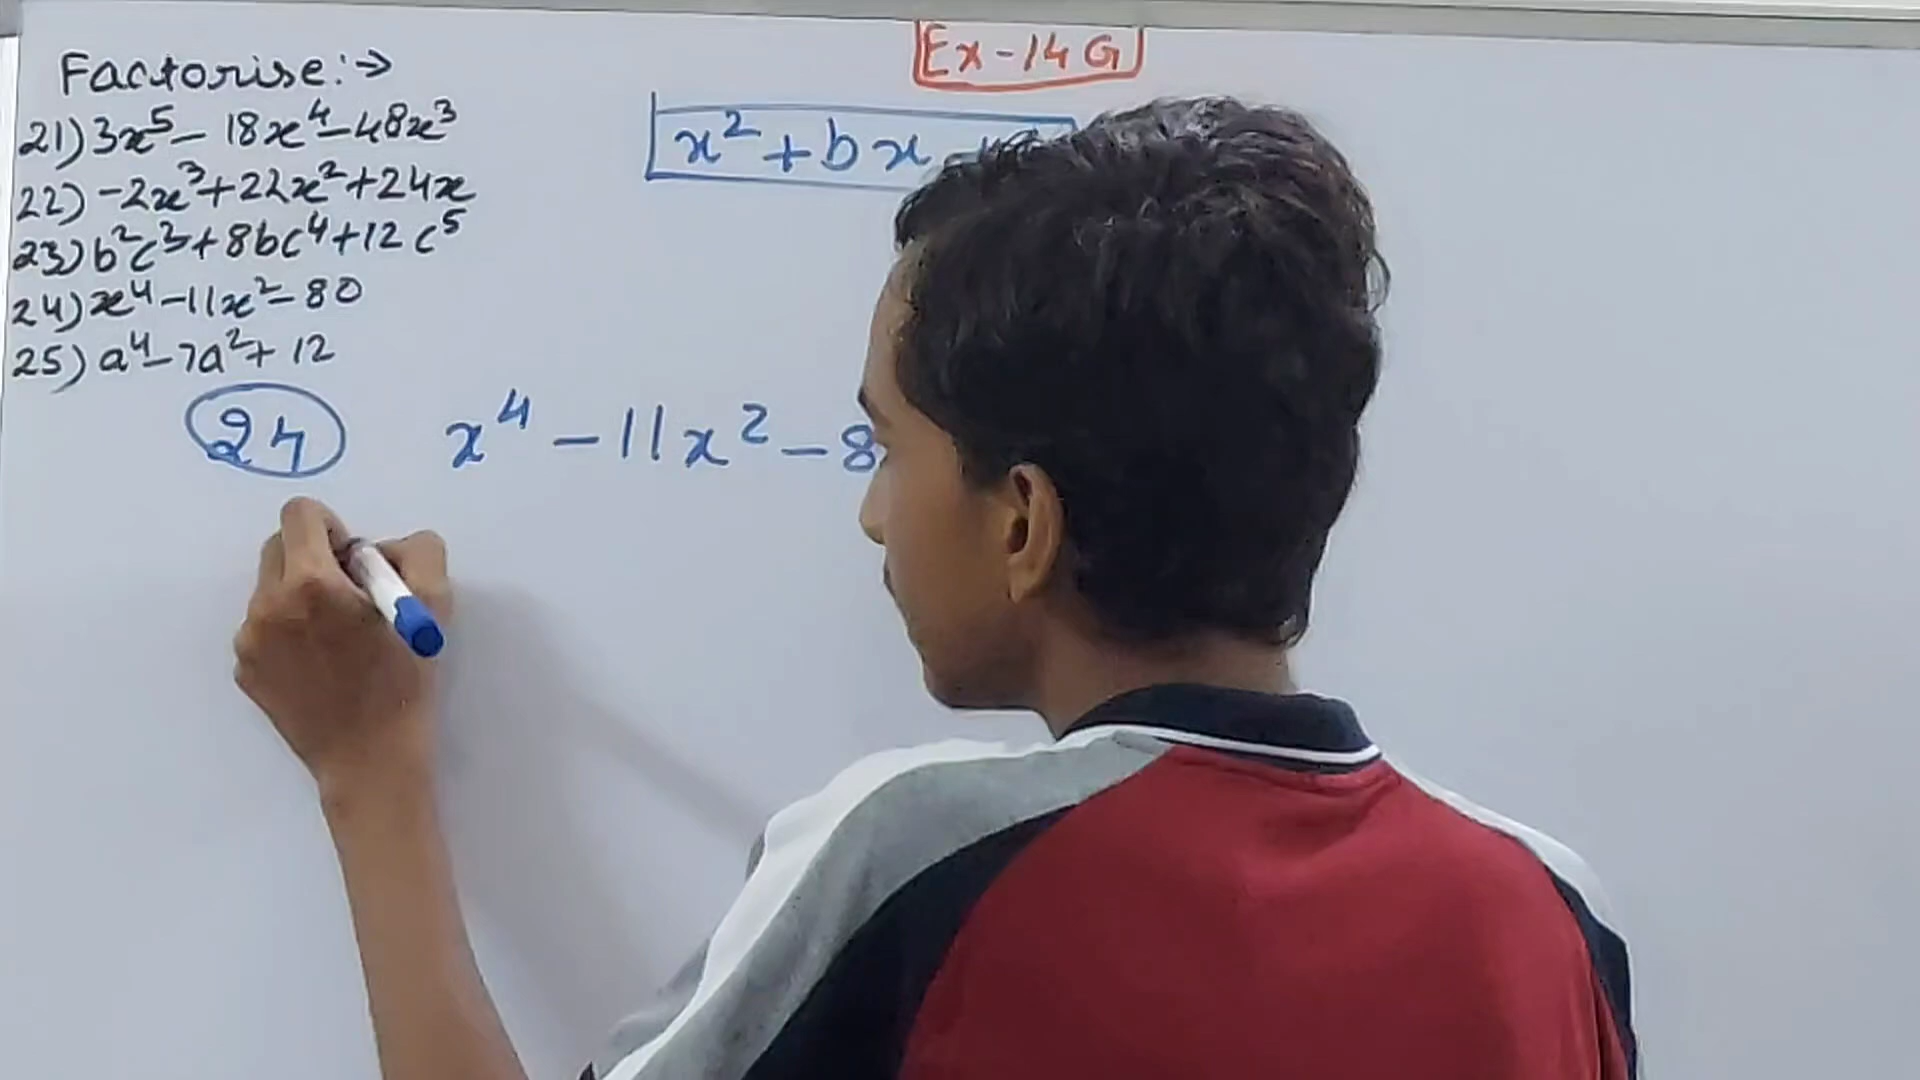 Factorise:→
21) 3x⁵ - 18x⁴ - 48x³
22) -2x³ + 22x² + 24x
23) b²c³ + 8bc⁴ + 12c⁵
24) x⁴ - 11x² - 80
25) a⁴ - 7a² + 12
Ex - 14 G
x² + bx
24 x⁴ - 11x² - 8